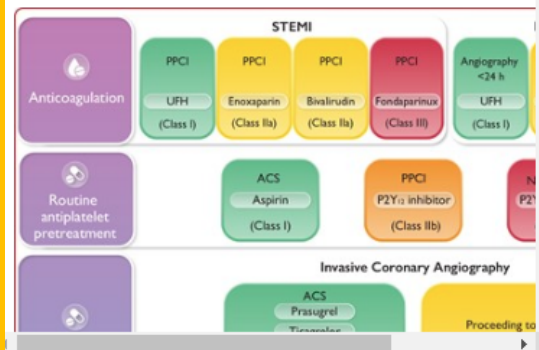 STEMI
Anticoagulation
PPCI
UFH
(Class I)
PPCI
Enoxaparin
(Class IIa)
PPCI
Bivalirudin
(Class IIa)
PPCI
Fondaparinux
(Class III)
Angiography
<24 h
UFH
(Class I)
Routine
antiplatelet
pretreatment
ACS
Aspirin
(Class I)
PPCI
P2Y₁₂ inhibitor
(Class IIb)
Invasive Coronary Angiography
ACS
Prasugrel
Proceeding to